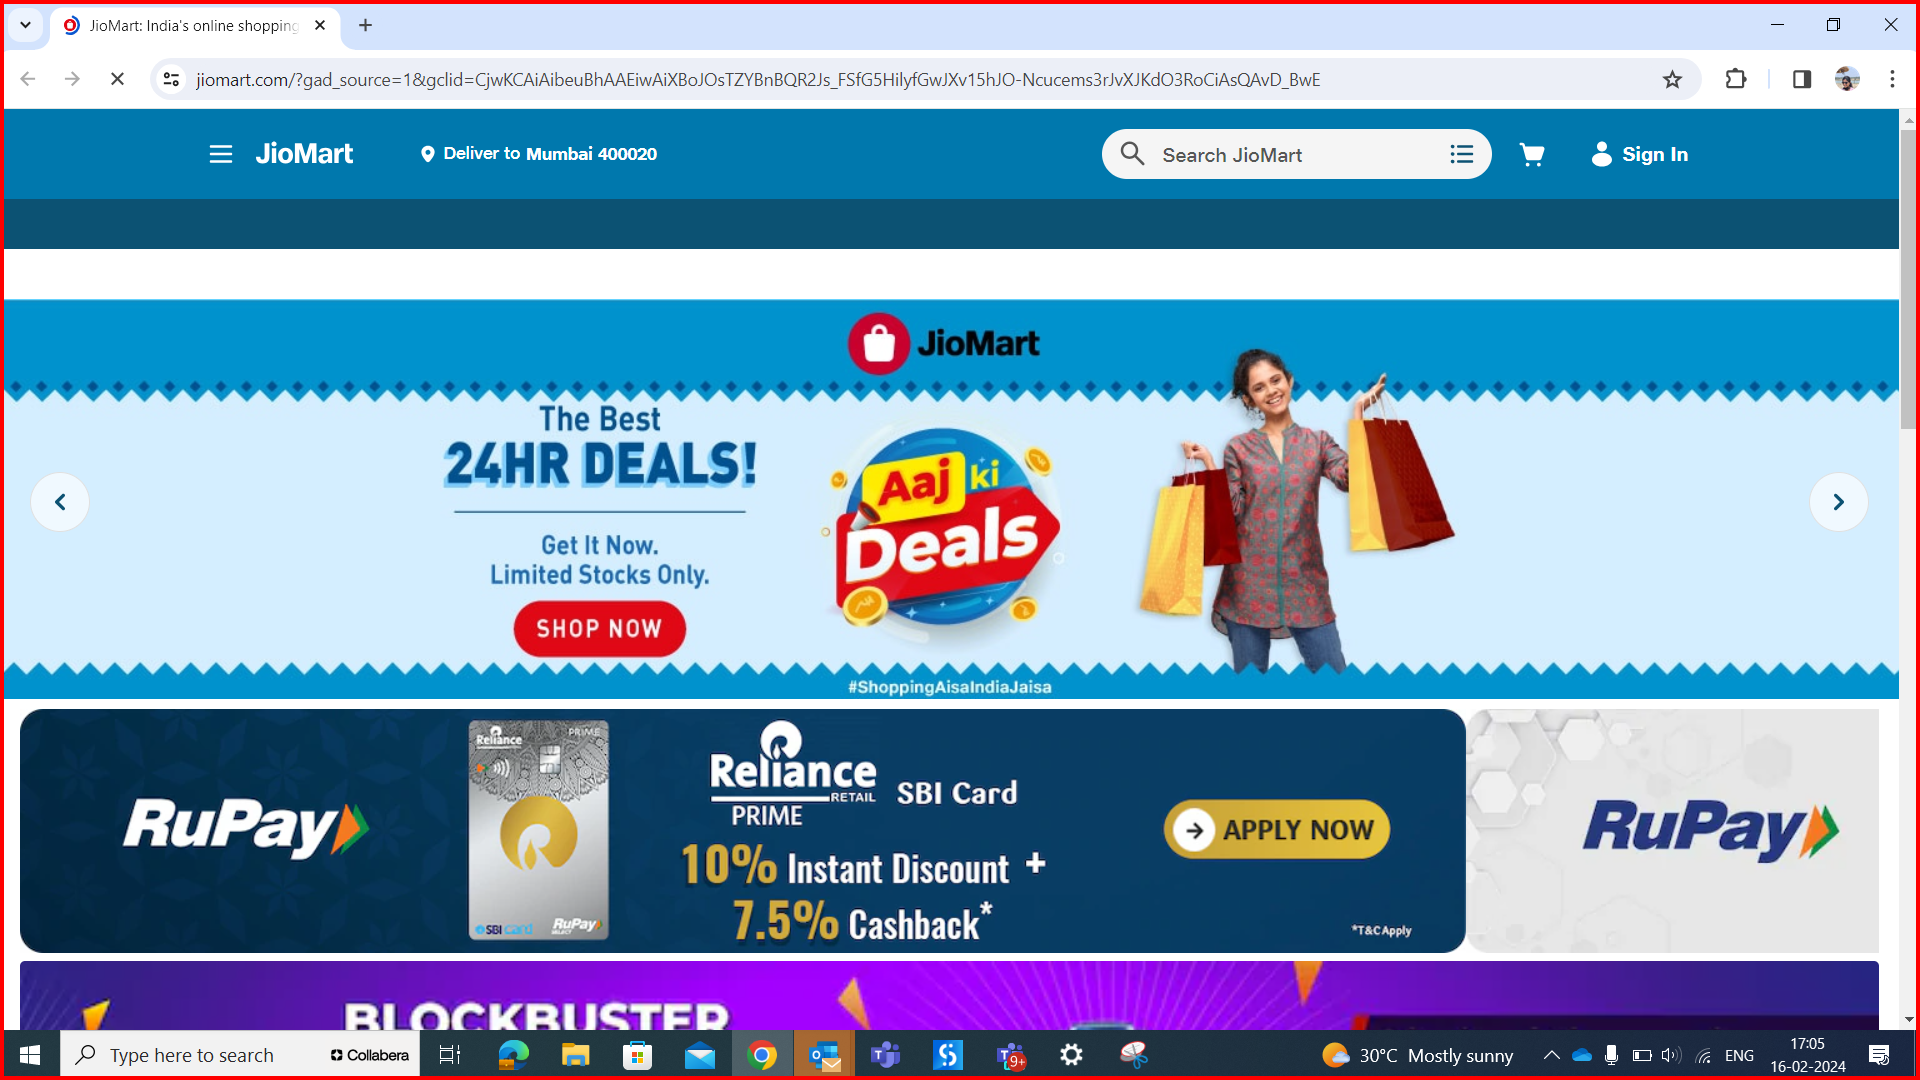 JioMart: India's online shopping
jiomart.com/?gad_source=1&gclid=CjwKCAiAibeuBhAAEiwAiXBoJOsTZYBnBQR2Js_FSfG5HilyfGwJXv15hJO-Ncucems3rJvXJKdO3RoCiAsQAvD_BwE
JioMart
Deliver to Mumbai 400020
Search JioMart
Sign In
JioMart
The Best
24HR DEALS!
Get It Now.
Limited Stocks Only.
SHOP NOW
Aaj ki
Deals
#ShoppingAisaIndiaJaisa
RuPay
Reliance
PRIME
SBI card
RuPay
SELECT
Reliance
RETAIL
PRIME
SBI Card
10% Instant Discount +
7.5% Cashback*
APPLY NOW
*T&C Apply
RuPay
BLOCKBUSTER
Type here to search
Collabera
9+
30°C Mostly sunny
ENG
17:05
16-02-2024